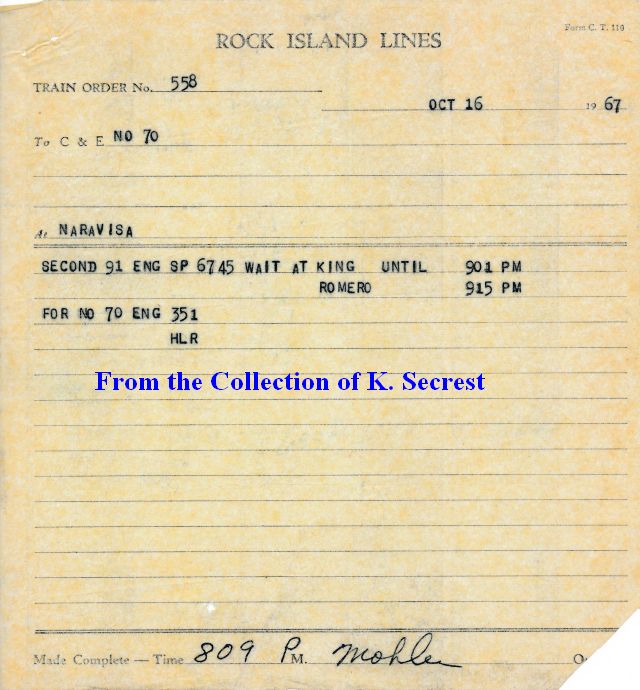 Form C. T. 110
ROCK ISLAND LINES
TRAIN ORDER No. 558
OCT 16 1967
To C & E NO 70
At NARAVISA
SECOND 91 ENG SP 6745 WAIT AT KING UNTIL 901 PM
ROMERO 915 PM
FOR NO 70 ENG 351
HLR
From the Collection of K. Secrest
Made Complete — Time 809 P M. Mohler